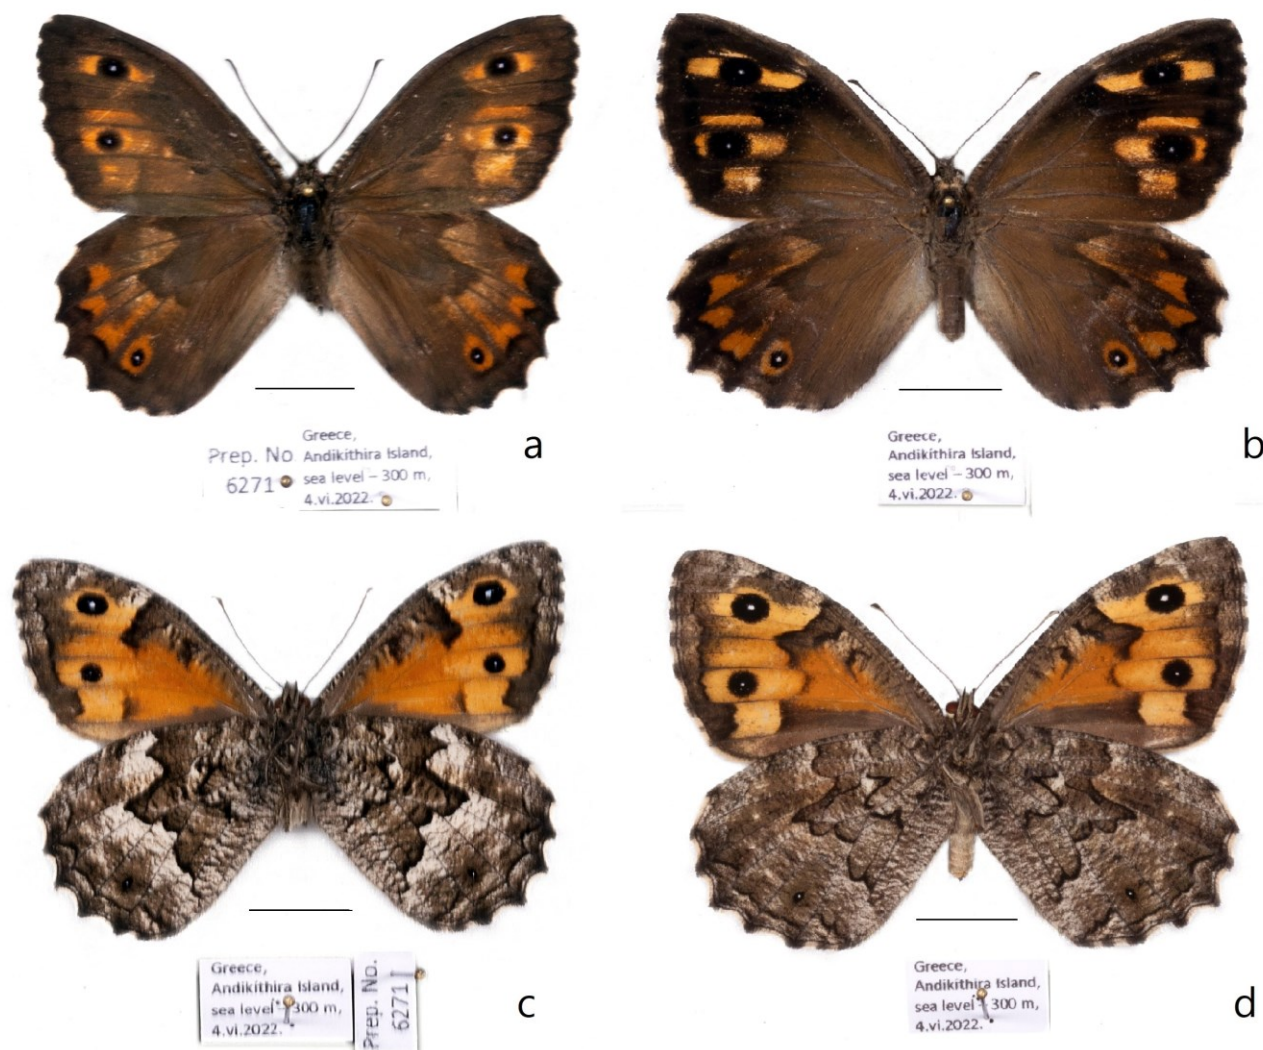 Prep. No
6271
Greece,
Andikithira Island,
sea level – 300 m,
4.vi.2022.
a
Greece,
Andikithira Island,
sea level – 300 m,
4.vi.2022.
b
Greece,
Andikithira Island,
sea level – 300 m,
4.vi.2022.
Prep. No.
6271
c
Greece,
Andikithira Island,
sea level – 300 m,
4.vi.2022.
d